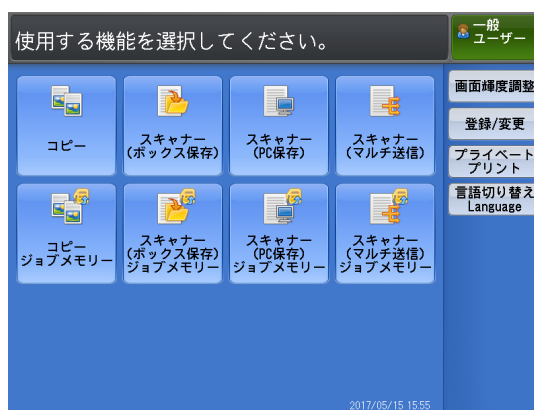 使用する機能を選択してください。
一般
ユーザー
コピー
スキャナー
(ボックス保存)
スキャナー
(PC保存)
スキャナー
(マルチ送信)
コピー
ジョブメモリー
スキャナー
(ボックス保存)
ジョブメモリー
スキャナー
(PC保存)
ジョブメモリー
スキャナー
(マルチ送信)
ジョブメモリー
画面輝度調整
登録/変更
プライベート
プリント
言語切り替え
Language
2017/05/15 15:55